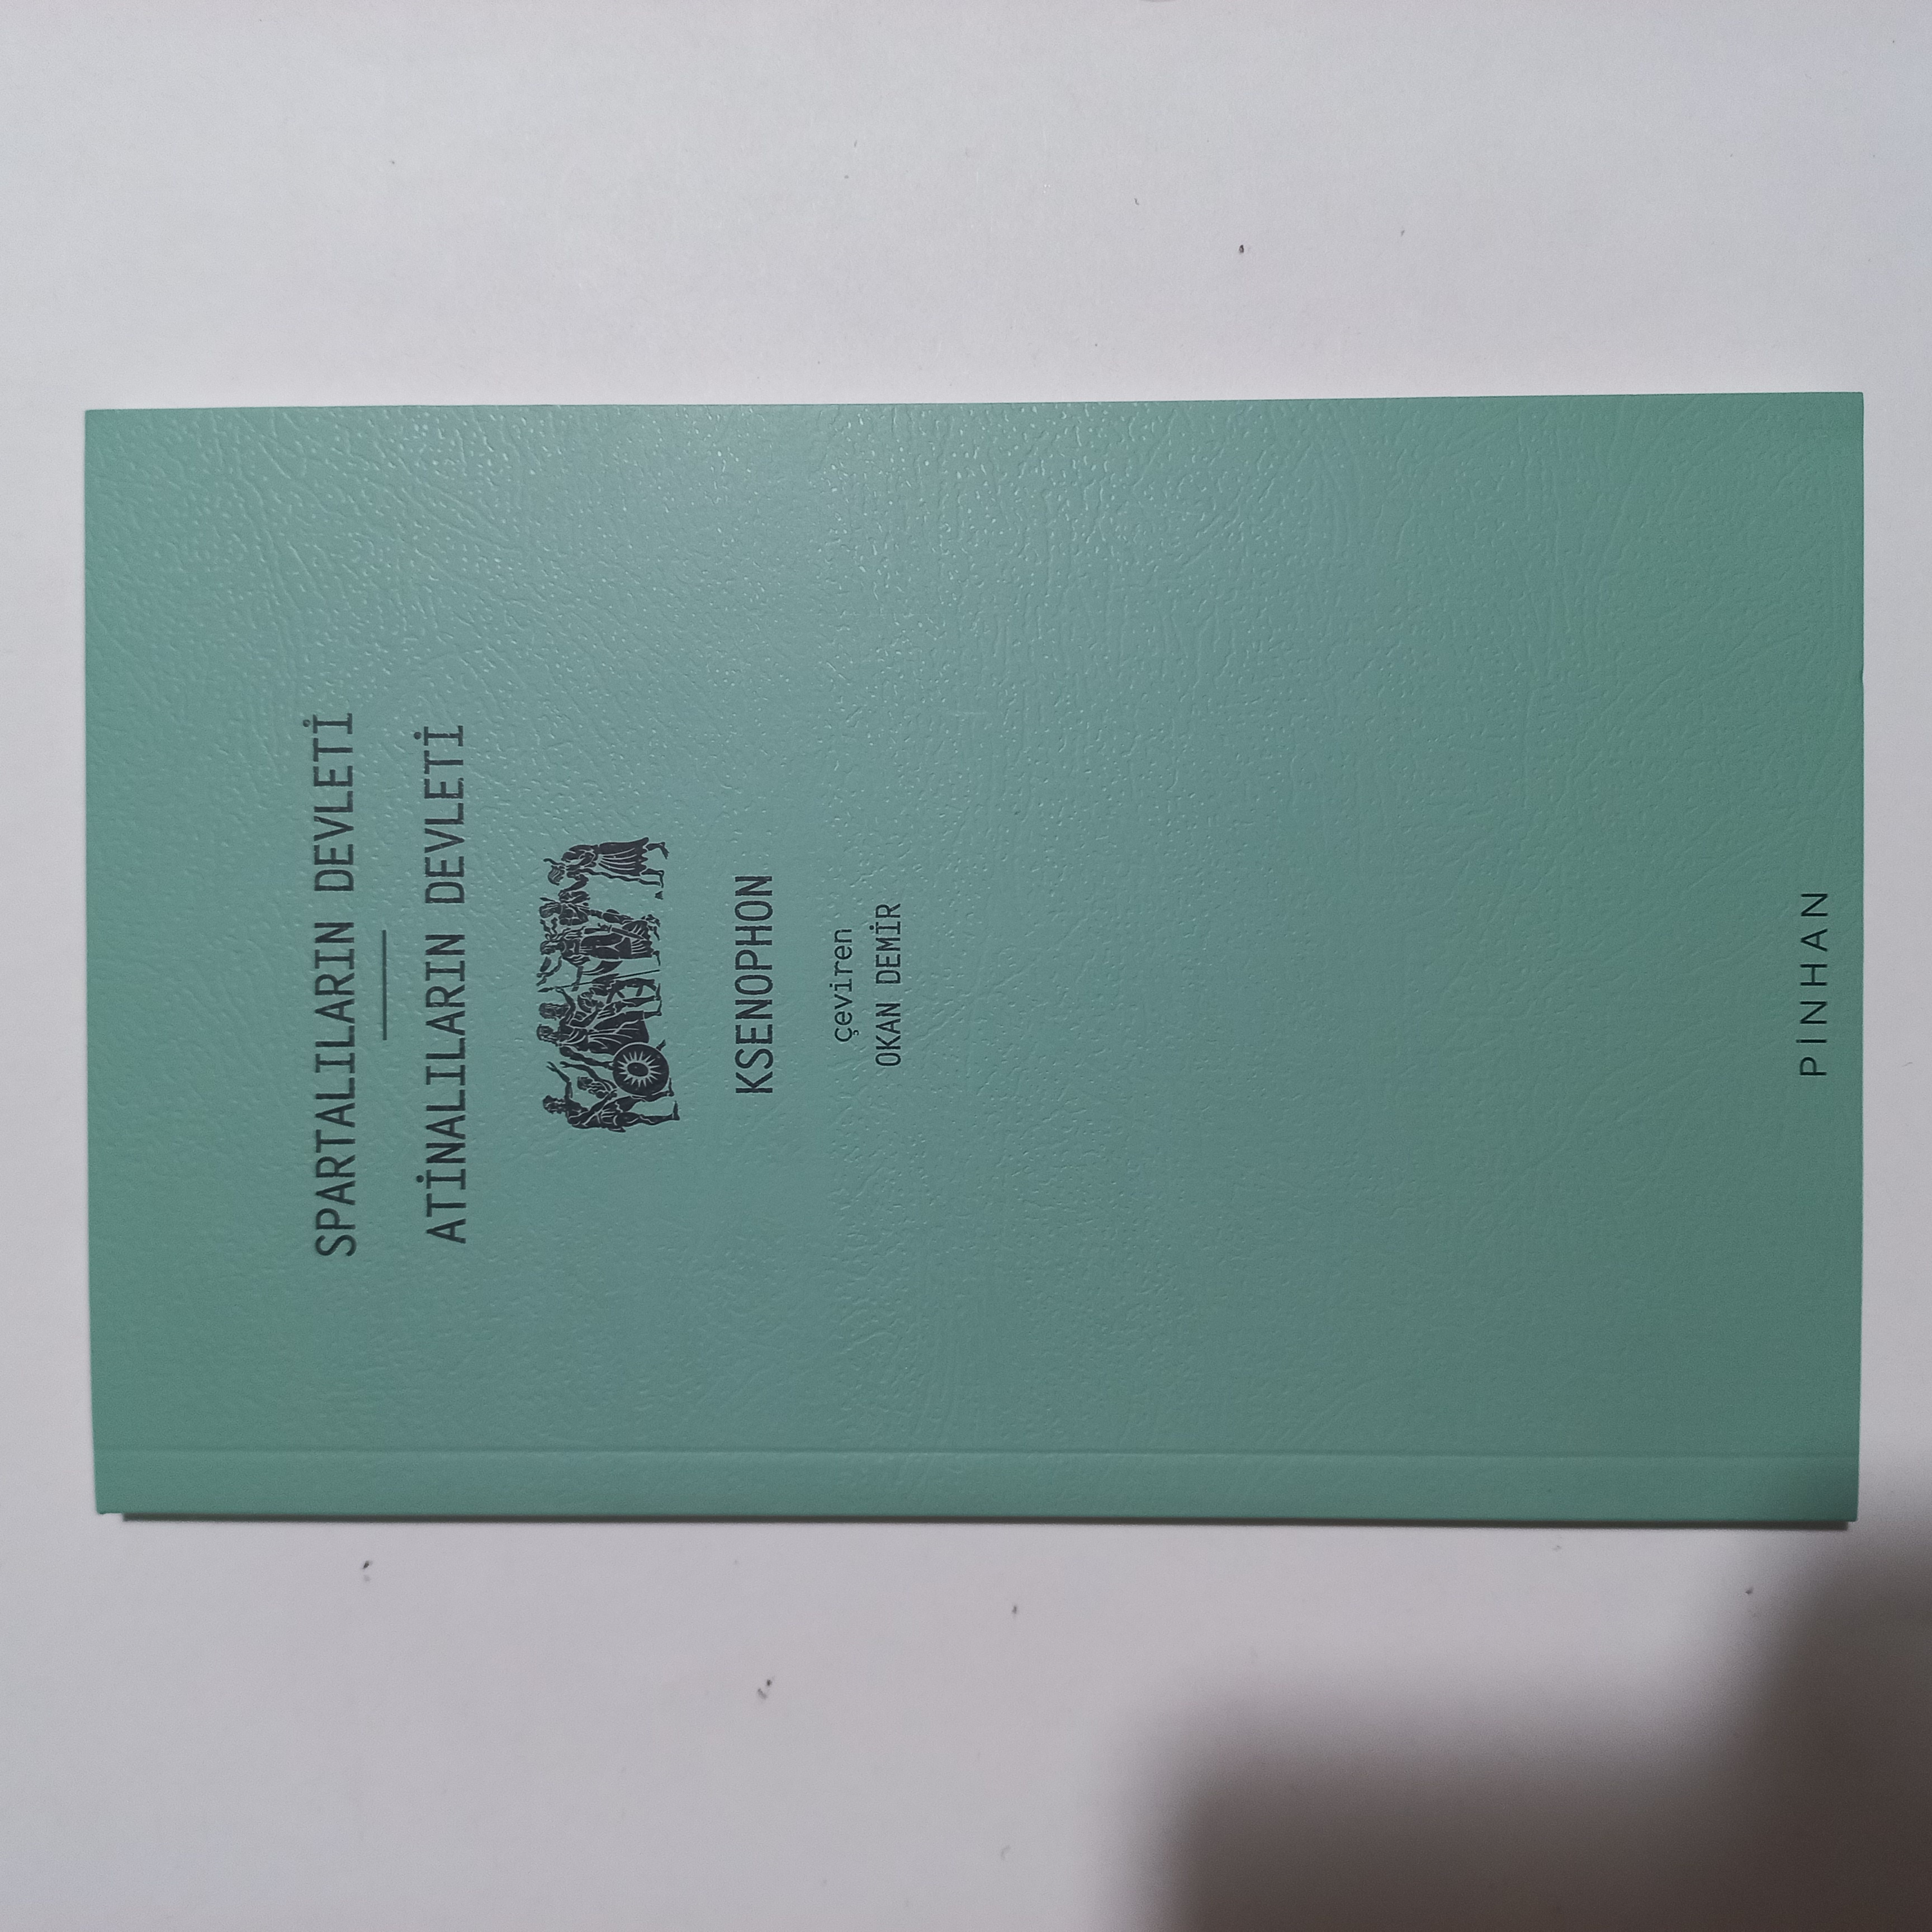 SPARTALILARIN DEVLETİ
ATİNALILARIN DEVLETİ
KSENOPHON
çeviren
OKAN DEMİR
PİNHAN